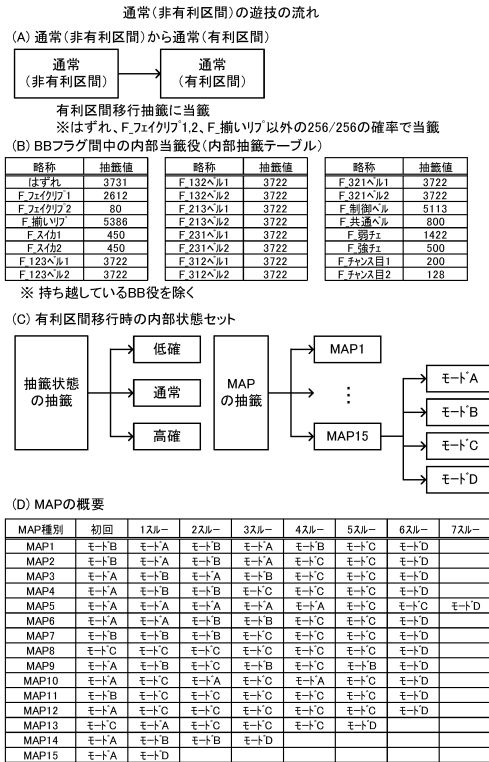 通常(非有利区間)の遊技の流れ
(A) 通常(非有利区間)から通常(有利区間)
通常
(非有利区間)
通常
(有利区間)
有利区間移行抽籤に当籤
※はずれ、F_フェイクリプ1,2、F_揃いリプ以外の256/256の確率で当籤
(B) BBフラグ間中の内部当籤役(内部抽籤テーブル)
略称 抽籤値
はずれ 3731
F_フェイクリプ1 2612
F_フェイクリプ2 80
F_揃いリプ 5386
F_スイカ1 450
F_スイカ2 450
F_123ベル1 3722
F_123ベル2 3722
略称 抽籤値
F_132ベル1 3722
F_132ベル2 3722
F_213ベル1 3722
F_213ベル2 3722
F_231ベル1 3722
F_231ベル2 3722
F_312ベル1 3722
F_312ベル2 3722
略称 抽籤値
F_321ベル1 3722
F_321ベル2 3722
F_制御ベル 5113
F_共通ベル 800
F_弱チェ 1422
F_強チェ 500
F_チャンス目1 200
F_チャンス目2 128
※ 持ち越しているBB役を除く
(C) 有利区間移行時の内部状態セット
抽籤状態
の抽籤
低確
通常
高確
MAP
の抽籤
MAP1
⋮
MAP15
モードA
モードB
モードC
モードD
(D) MAPの概要
MAP種別 初回 1スルー 2スルー 3スルー 4スルー 5スルー 6スルー 7スルー
MAP1 モードB モードA モードB モードA モードB モードC モードD
MAP2 モードB モードA モードB モードA モードC モードC モードD
MAP3 モードA モードB モードA モードB モードC モードC モードD
MAP4 モードA モードB モードB モードC モードC モードC モードD
MAP5 モードA モードA モードA モードA モードA モードC モードC モードD
MAP6 モードA モードA モードB モードB モードC モードC モードD
MAP7 モードB モードB モードB モードC モードC モードC モードD
MAP8 モードC モードC モードC モードC モードC モードC モードD
MAP9 モードA モードB モードC モードB モードC モードB モードD
MAP10 モードA モードC モードA モードC モードA モードC モードD
MAP11 モードB モードC モードC モードC モードC モードC モードD
MAP12 モードA モードC モードC モードC モードC モードC モードD
MAP13 モードC モードA モードC モードC モードC モードD
MAP14 モードA モードB モードB モードD
MAP15 モードA モードD